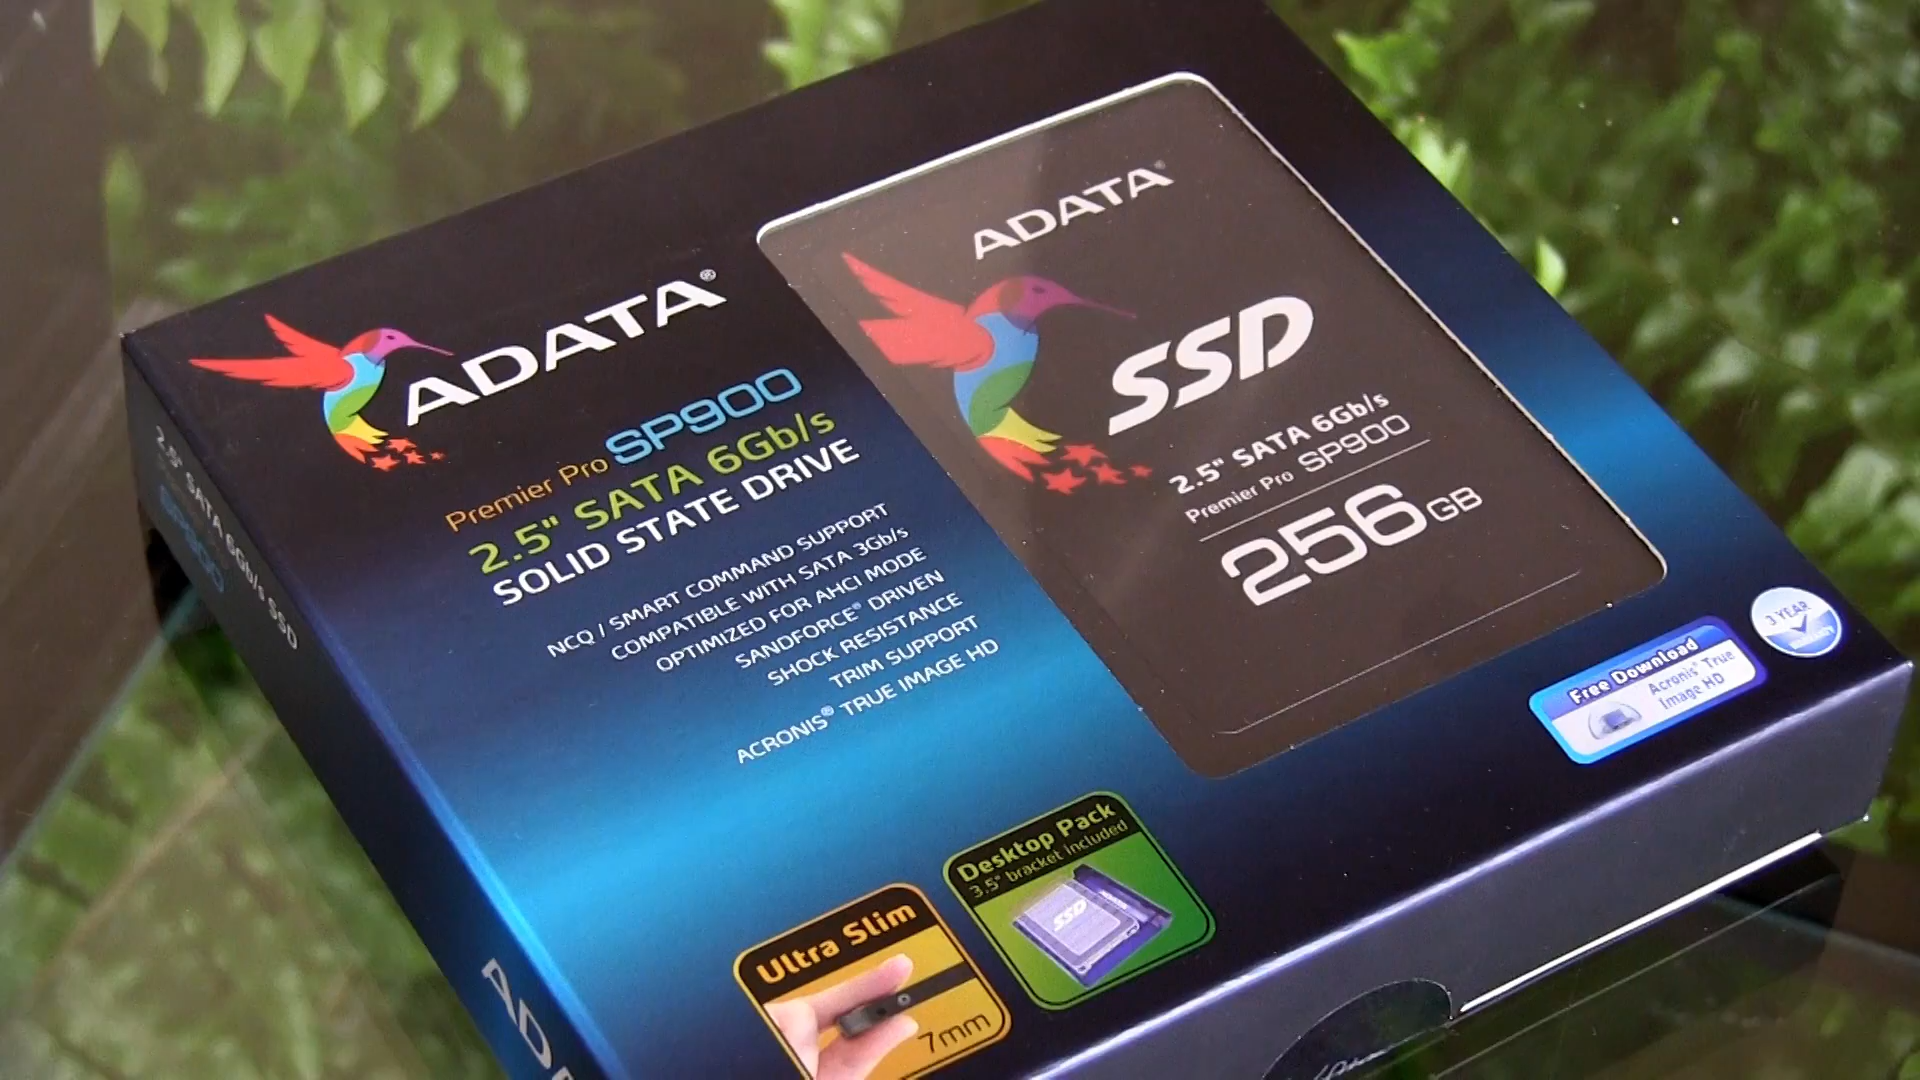 ADATA®
Premier Pro SP900
2.5" SATA 6Gb/s
SOLID STATE DRIVE
NCQ / SMART COMMAND SUPPORT
COMPATIBLE WITH SATA 3Gb/s
OPTIMIZED FOR AHCI MODE
SANDFORCE® DRIVEN
SHOCK RESISTANCE
TRIM SUPPORT
ACRONIS® TRUE IMAGE HD
ADATA
SSD
2.5" SATA 6Gb/s
Premier Pro SP900
256GB
3 YEAR
WARRANTY
Free Download
Acronis® True
Image HD
Desktop Pack
3.5" bracket included
SSD
Ultra Slim
7mm
2.5" SATA 6Gb/s SSD
SP900
ADA